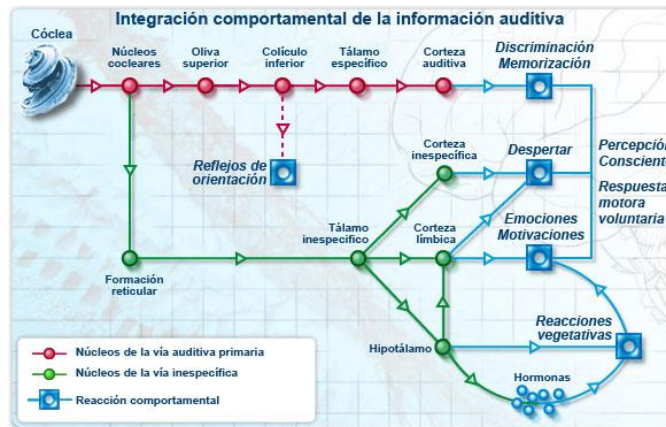 Integración comportamental de la información auditiva
Cóclea
Núcleos
cocleares
Oliva
superior
Colículo
inferior
Tálamo
específico
Corteza
auditiva
Discriminación
Memorización
Reflejos de
orientación
Corteza
inespecífica
Despertar
Percepción
Consciente
Respuesta
motora
voluntaria
Tálamo
inespecifico
Corteza
límbica
Emociones
Motivaciones
Formación
reticular
Hipotálamo
Reacciones
vegetativas
Hormonas
Núcleos de la vía auditiva primaria
Núcleos de la vía inespecífica
Reacción comportamental